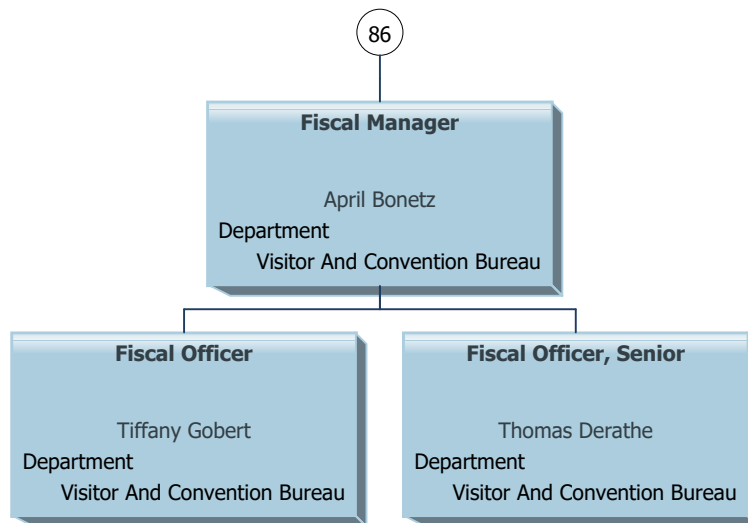 86
Fiscal Manager
April Bonetz
Department
Visitor And Convention Bureau
Fiscal Officer
Tiffany Gobert
Department
Visitor And Convention Bureau
Fiscal Officer, Senior
Thomas Derathe
Department
Visitor And Convention Bureau